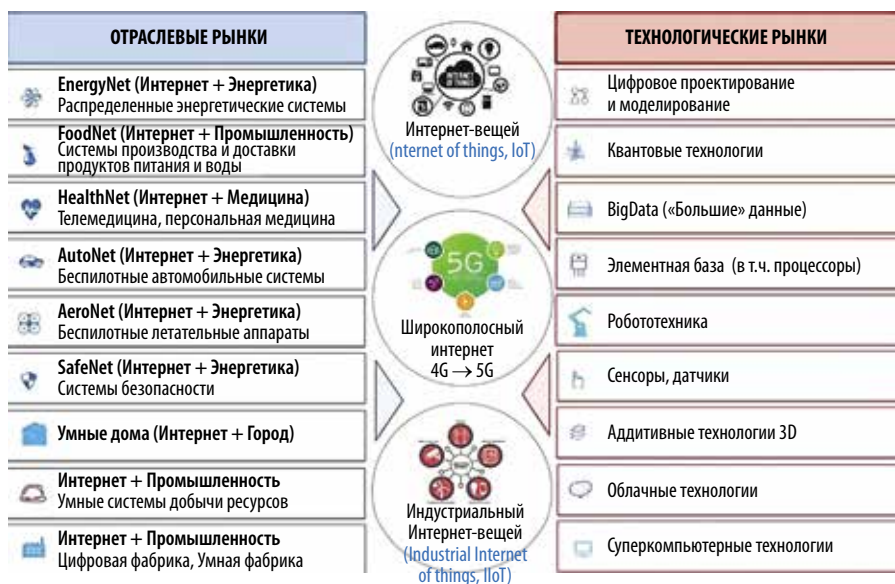 ОТРАСЛЕВЫЕ РЫНКИ
EnergyNet (Интернет + Энергетика)
Распределенные энергетические системы
FoodNet (Интернет + Промышленность)
Системы производства и доставки
продуктов питания и воды
HealthNet (Интернет + Медицина)
Телемедицина, персональная медицина
AutoNet (Интернет + Энергетика)
Беспилотные автомобильные системы
AeroNet (Интернет + Энергетика)
Беспилотные летательные аппараты
SafeNet (Интернет + Энергетика)
Системы безопасности
Умные дома (Интернет + Город)
Интернет + Промышленность
Умные системы добычи ресурсов
Интернет + Промышленность
Цифровая фабрика, Умная фабрика
INTERNET
OF THINGS
Интернет-вещей
(nternet of things, IoT)
5G
Широкополосный
интернет
4G → 5G
Индустриальный
Интернет-вещей
(Industrial Internet
of things, IIoT)
ТЕХНОЛОГИЧЕСКИЕ РЫНКИ
Цифровое проектирование
и моделирование
Квантовые технологии
BigData («Большие» данные)
Элементная база (в т.ч. процессоры)
Робототехника
Сенсоры, датчики
Аддитивные технологии 3D
Облачные технологии
Суперкомпьютерные технологии